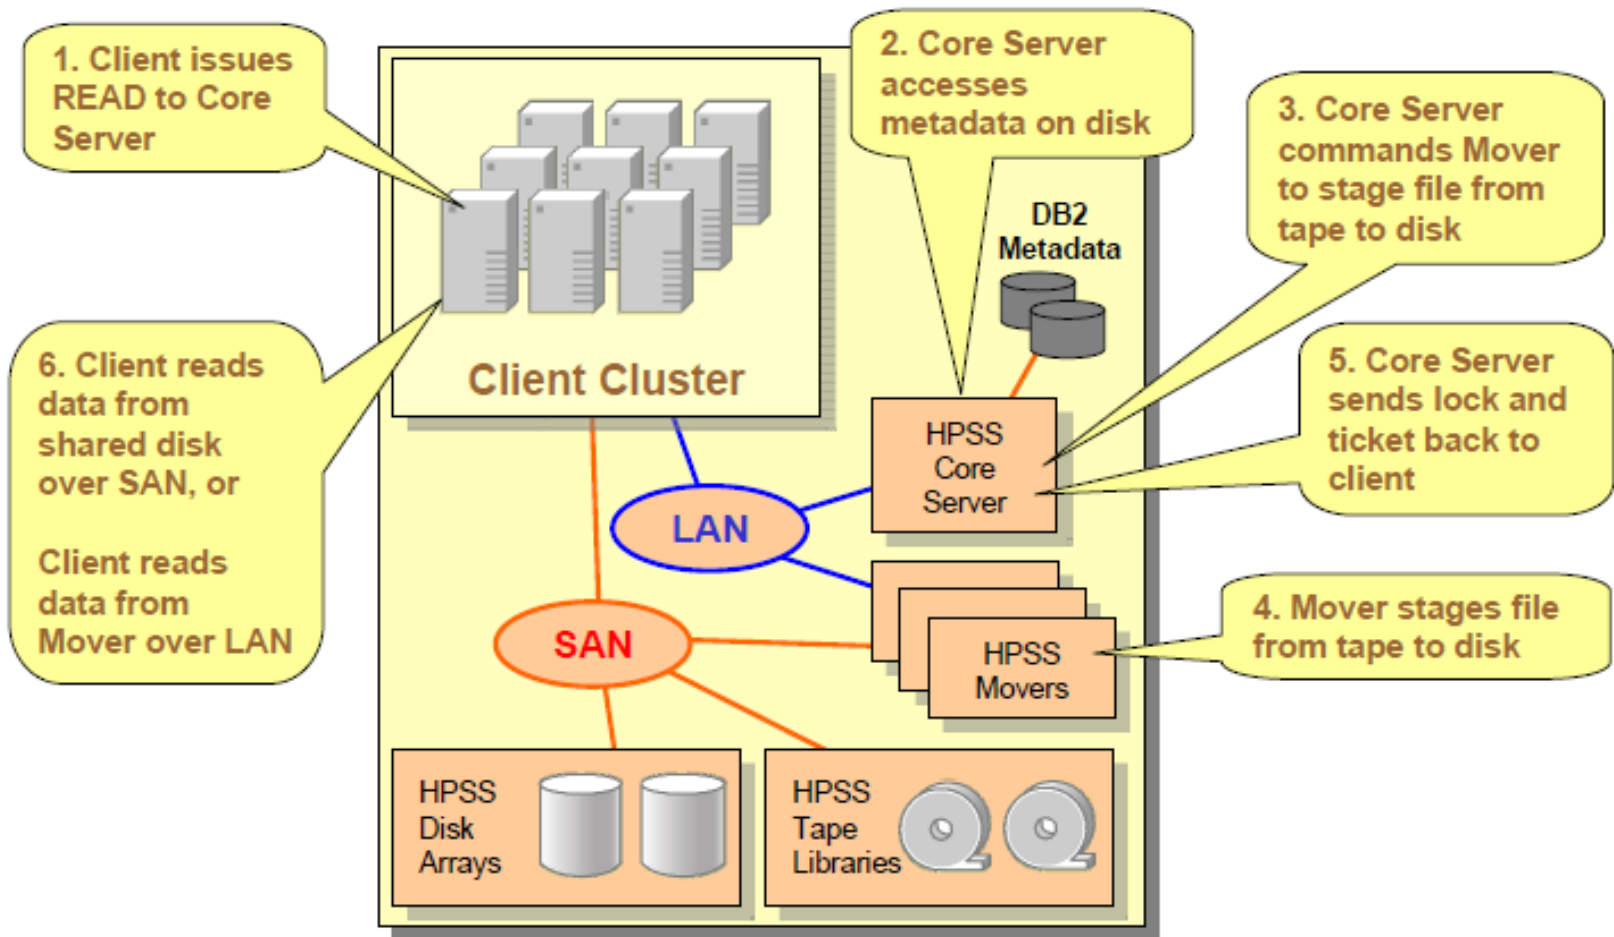 1. Client issues
READ to Core
Server
2. Core Server
accesses
metadata on disk
3. Core Server
commands Mover
to stage file from
tape to disk
DB2
Metadata
Client Cluster
6. Client reads
data from
shared disk
over SAN, or
Client reads
data from
Mover over LAN
5. Core Server
sends lock and
ticket back to
client
HPSS
Core
Server
LAN
SAN
4. Mover stages file
from tape to disk
HPSS
Movers
HPSS
Disk
Arrays
HPSS
Tape
Libraries